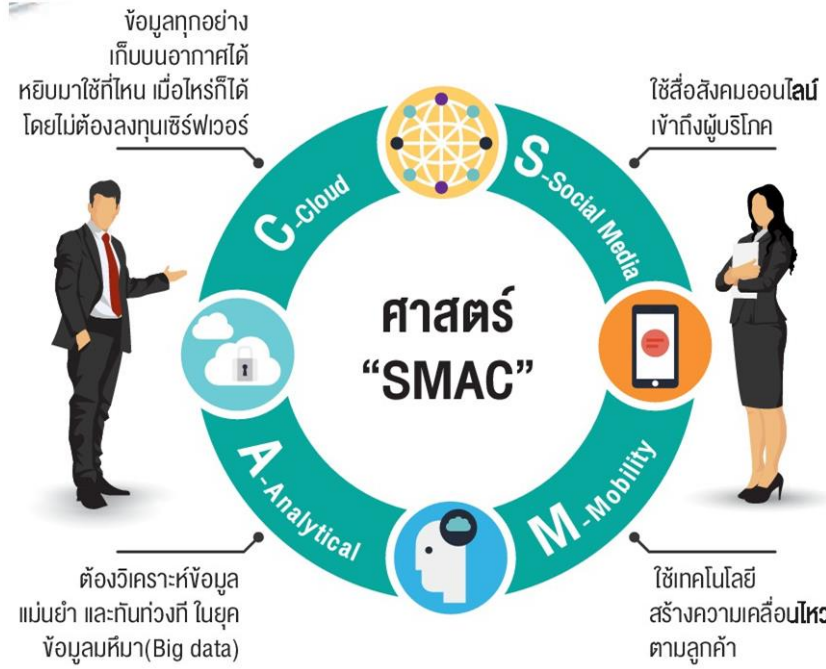 ข้อมูลทุกอย่าง
เก็บบนอากาศได้
หยิบมาใช้ที่ไหน เมื่อไหร่ก็ได้
โดยไม่ต้องลงทุนเซิร์ฟเวอร์
ใช้สื่อสังคมออนไลน์
เข้าถึงผู้บริโภค
C-Cloud
S-Social Media
ศาสตร์
“SMAC”
A-Analytical
M-Mobility
ต้องวิเคราะห์ข้อมูล
แม่นยำ และทันท่วงที ในยุค
ข้อมูลมหึมา(Big data)
ใช้เทคโนโลยี
สร้างความเคลื่อนไหว
ตามลูกค้า